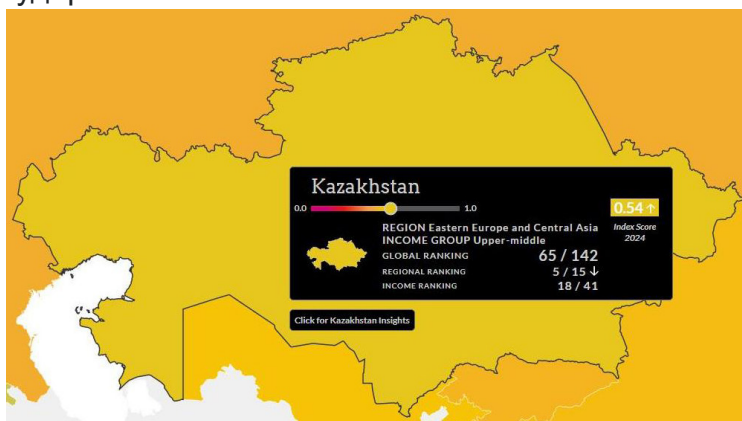 Kazakhstan
0.0 1.0
0.54 ↑
Index Score
2024
REGION Eastern Europe and Central Asia
INCOME GROUP Upper-middle
GLOBAL RANKING 65 / 142
REGIONAL RANKING 5 / 15 ↓
INCOME RANKING 18 / 41
Click for Kazakhstan Insights